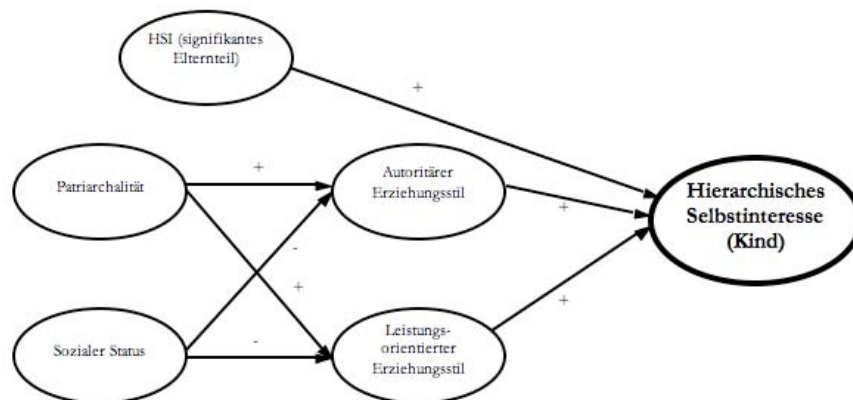 HSI (signifikantes
Elternteil)
+
Patriarchalität
+
Autoritärer
Erziehungsstil
+
Hierarchisches
Selbstinteresse
(Kind)
-
+
+
Sozialer Status
-
Leistungs-
orientierter
Erziehungsstil